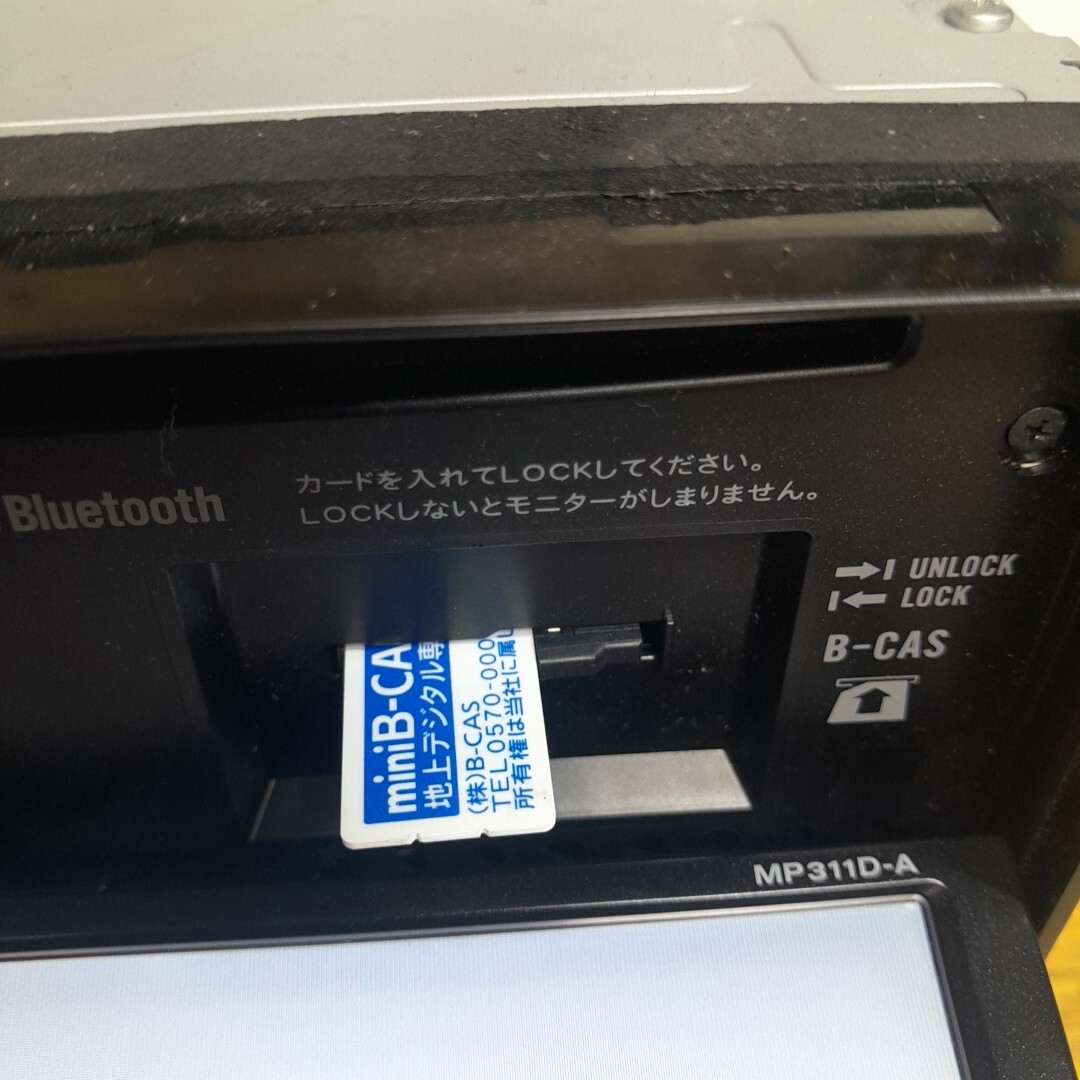 カードを入れてLOCKしてください。
LOCKしないとモニターがしまりません。
Bluetooth
UNLOCK
LOCK
B-CAS
miniB-CA
地上デジタル専
(株)B-CAS
TEL 0570-000
所有権は当社に属
MP311D-A